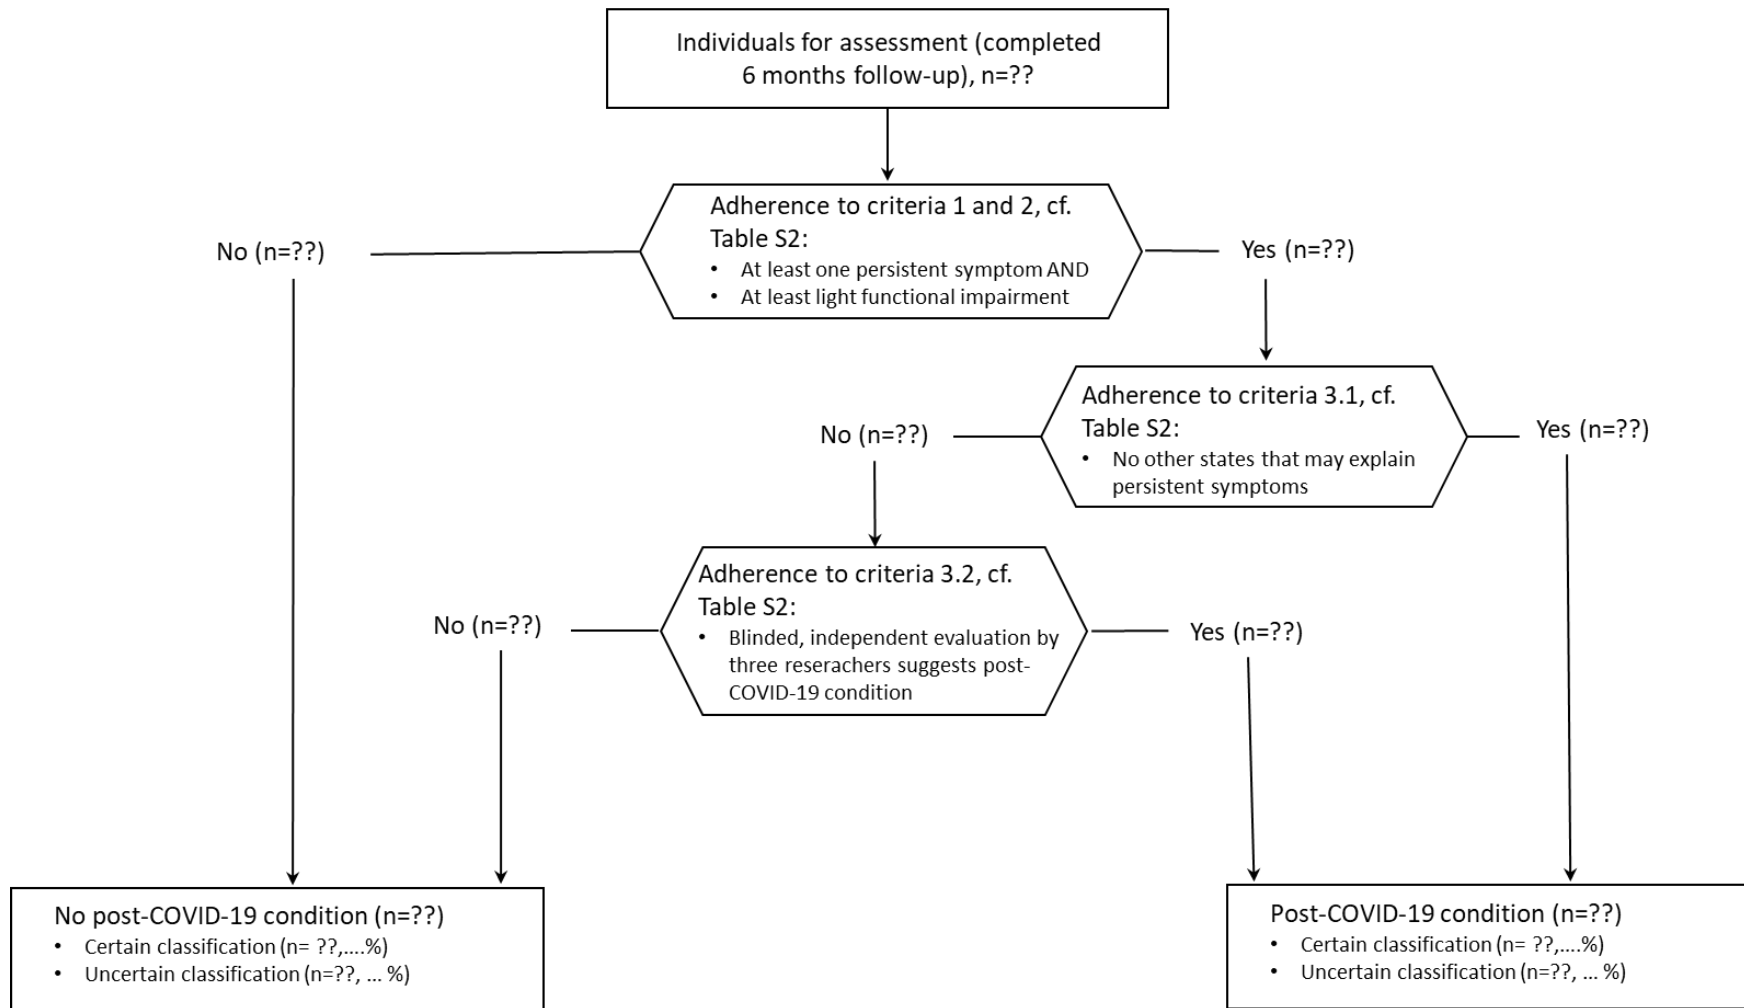 Individuals for assessment (completed
6 months follow-up), n=??
Adherence to criteria 1 and 2, cf.
Table S2:
• At least one persistent symptom AND
• At least light functional impairment
No (n=??)
Yes (n=??)
Adherence to criteria 3.1, cf.
Table S2:
• No other states that may explain
persistent symptoms
No (n=??)
Yes (n=??)
Adherence to criteria 3.2, cf.
Table S2:
• Blinded, independent evaluation by
three reserachers suggests post-
COVID-19 condition
No (n=??)
Yes (n=??)
No post-COVID-19 condition (n=??)
• Certain classification (n= ??,....%)
• Uncertain classification (n=??, ... %)
Post-COVID-19 condition (n=??)
• Certain classification (n= ??,....%)
• Uncertain classification (n=??, ... %)